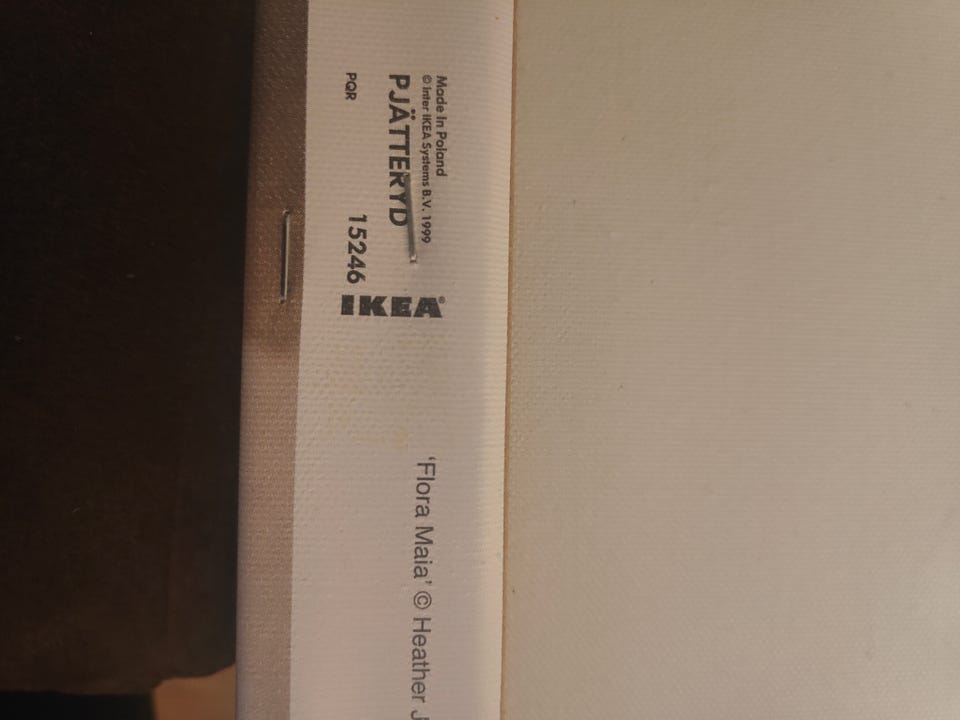 Made in Poland
© Inter IKEA Systems B.V. 1999
PJÄTTERYD
PQR 15246
IKEA®
'Flora Maia' © Heather J